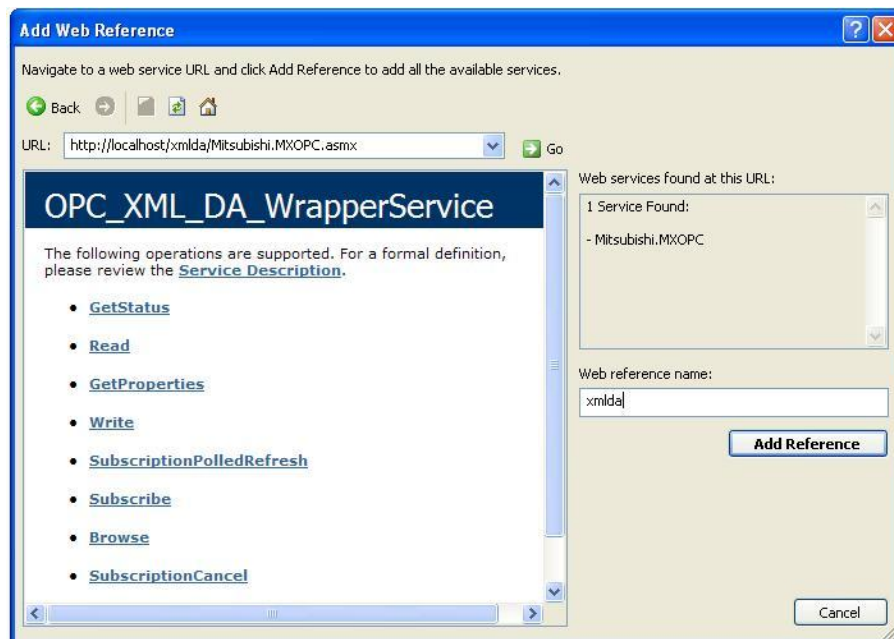 Add Web Reference
Navigate to a web service URL and click Add Reference to add all the available services.
Back
URL: http://localhost/xmlda/Mitsubishi.MXOPC.asmx Go
OPC_XML_DA_WrapperService
The following operations are supported. For a formal definition,
please review the Service Description.
• GetStatus
• Read
• GetProperties
• Write
• SubscriptionPolledRefresh
• Subscribe
• Browse
• SubscriptionCancel
Web services found at this URL:
1 Service Found:
- Mitsubishi.MXOPC
Web reference name:
xmlda
Add Reference
Cancel